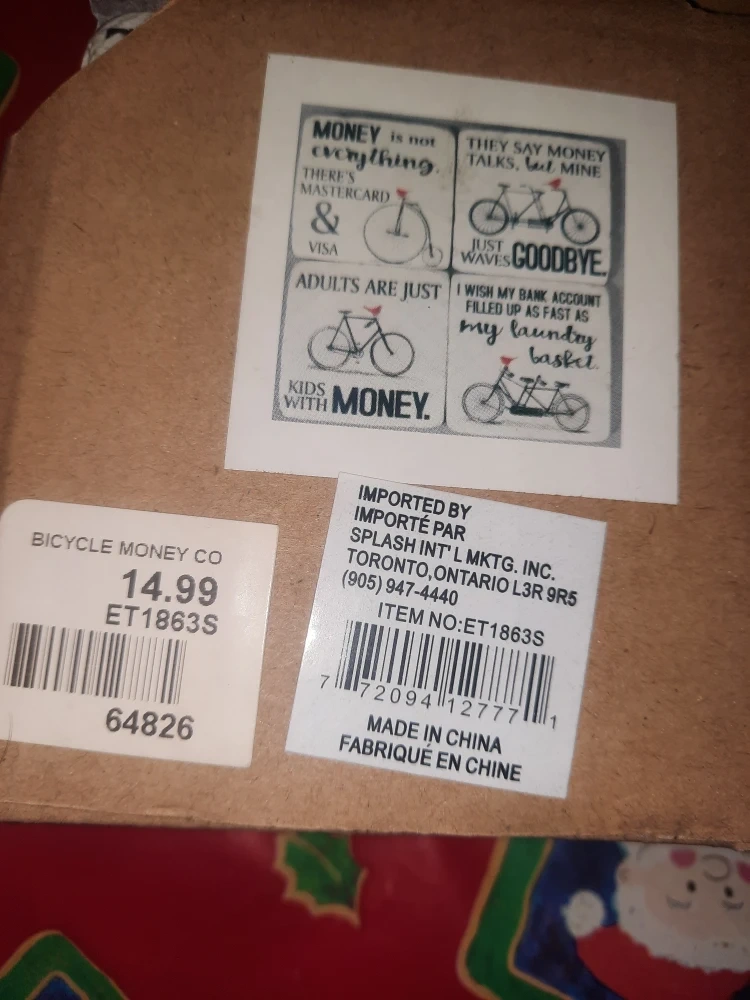 MONEY is not
everything.
THERE'S
MASTERCARD
&
VISA
THEY SAY MONEY
TALKS, but MINE
JUST
WAVES GOODBYE.
ADULTS ARE JUST
KIDS
WITH MONEY.
I WISH MY BANK ACCOUNT
FILLED UP AS FAST AS
my laundry
basket.
BICYCLE MONEY CO
14.99
ET1863S
64826
IMPORTED BY
IMPORTÉ PAR
SPLASH INT'L MKTG. INC.
TORONTO,ONTARIO L3R 9R5
(905) 947-4440
ITEM NO:ET1863S
7 72094 12777 1
MADE IN CHINA
FABRIQUÉ EN CHINE